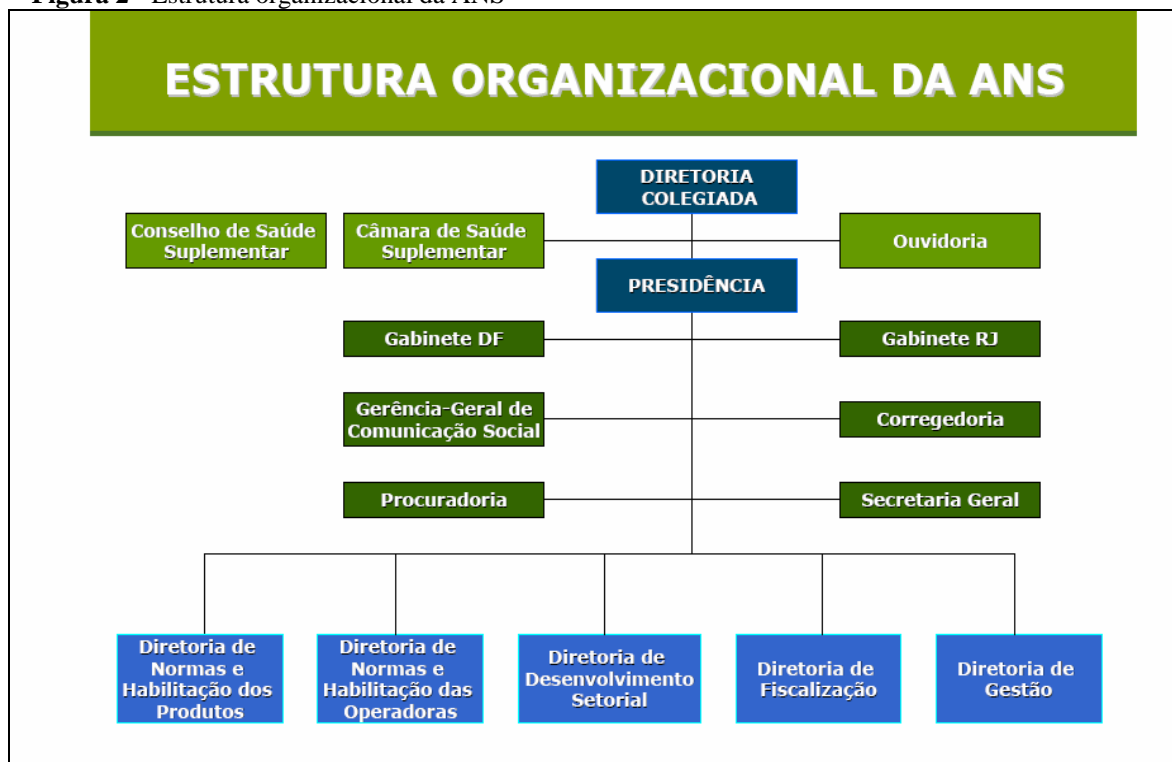 Figura 2 - Estrutura organizacional da ANS
ESTRUTURA ORGANIZACIONAL DA ANS
DIRETORIA
COLEGIADA
Conselho de Saúde
Suplementar
Câmara de Saúde
Suplementar
Ouvidoria
PRESIDÊNCIA
Gabinete DF
Gabinete RJ
Gerência-Geral de
Comunicação Social
Corregedoria
Procuradoria
Secretaria Geral
Diretoria de
Normas e
Habilitação dos
Produtos
Diretoria de
Normas e
Habilitação das
Operadoras
Diretoria de
Desenvolvimento
Setorial
Diretoria de
Fiscalização
Diretoria de
Gestão